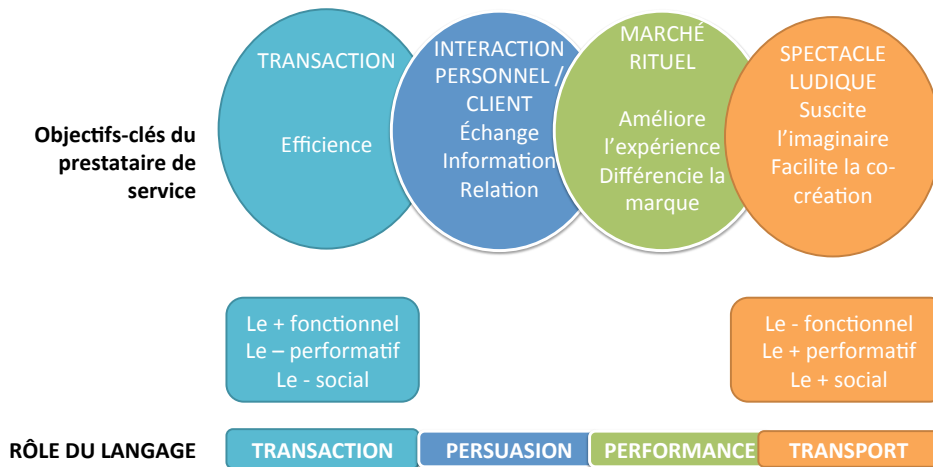 Objectifs-clés du
prestataire de
service
TRANSACTION
Efficience
INTERACTION
PERSONNEL /
CLIENT
Échange
Information
Relation
MARCHÉ
RITUEL
Améliore
l'expérience
Différencie la
marque
SPECTACLE
LUDIQUE
Suscite
l'imaginaire
Facilite la co-
création
Le + fonctionnel
Le – performatif
Le - social
Le - fonctionnel
Le + performatif
Le + social
RÔLE DU LANGAGE
TRANSACTION
PERSUASION
PERFORMANCE
TRANSPORT